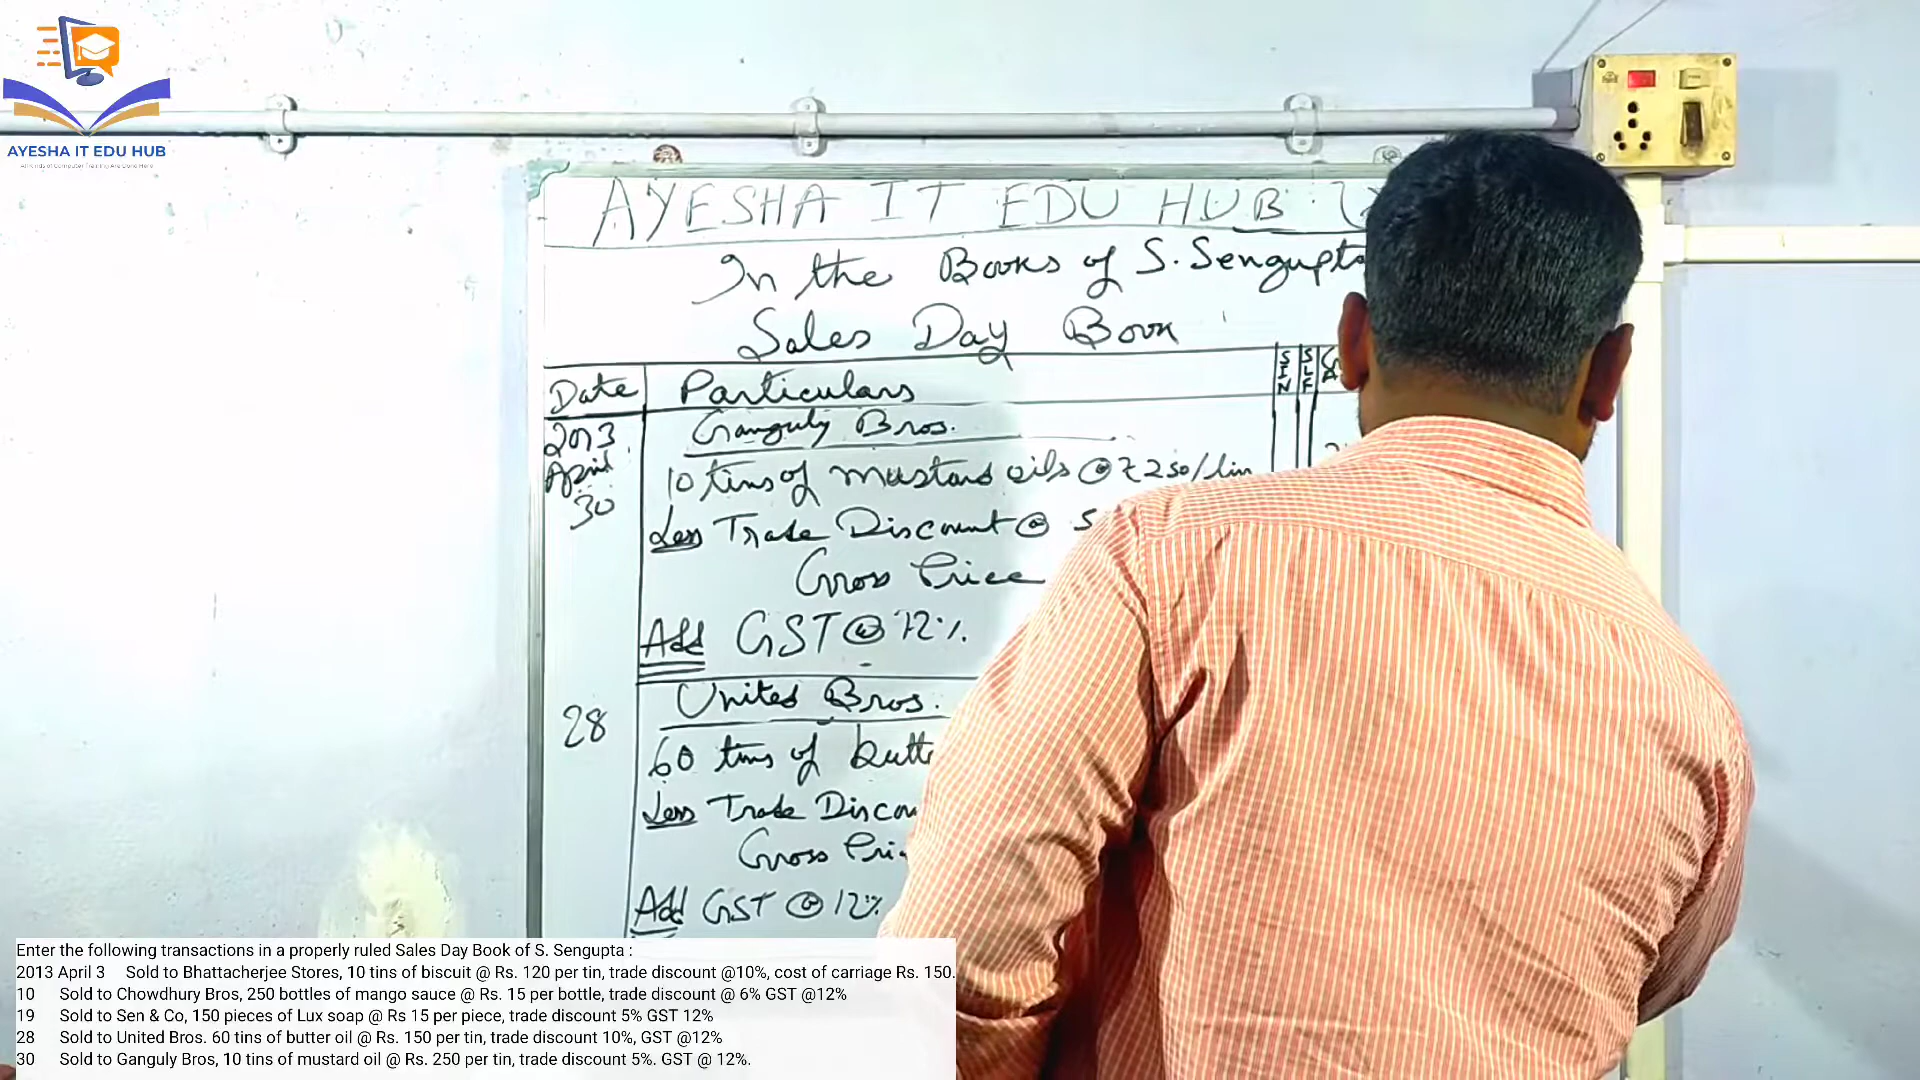 AYESHA IT EDU HUB
AYESHA IT EDU HUB
In the Books of S. Sengupta
Sales Day Book
Date Particulars SIN SLF
2013 Ganguly Bros.
April 10 tins of mustard oils @ ₹250/tin
30
Less Trade Discount @ 5
Gross Price
Add GST @ 12%
United Bros.
28
60 tins of butt
Less Trade Discou
Gross Pri
Add GST @ 12%
Enter the following transactions in a properly ruled Sales Day Book of S. Sengupta :
2013 April 3 Sold to Bhattacherjee Stores, 10 tins of biscuit @ Rs. 120 per tin, trade discount @10%, cost of carriage Rs. 150.
10 Sold to Chowdhury Bros, 250 bottles of mango sauce @ Rs. 15 per bottle, trade discount @ 6% GST @12%
19 Sold to Sen & Co, 150 pieces of Lux soap @ Rs 15 per piece, trade discount 5% GST 12%
28 Sold to United Bros. 60 tins of butter oil @ Rs. 150 per tin, trade discount 10%, GST @12%
30 Sold to Ganguly Bros, 10 tins of mustard oil @ Rs. 250 per tin, trade discount 5%. GST @ 12%.